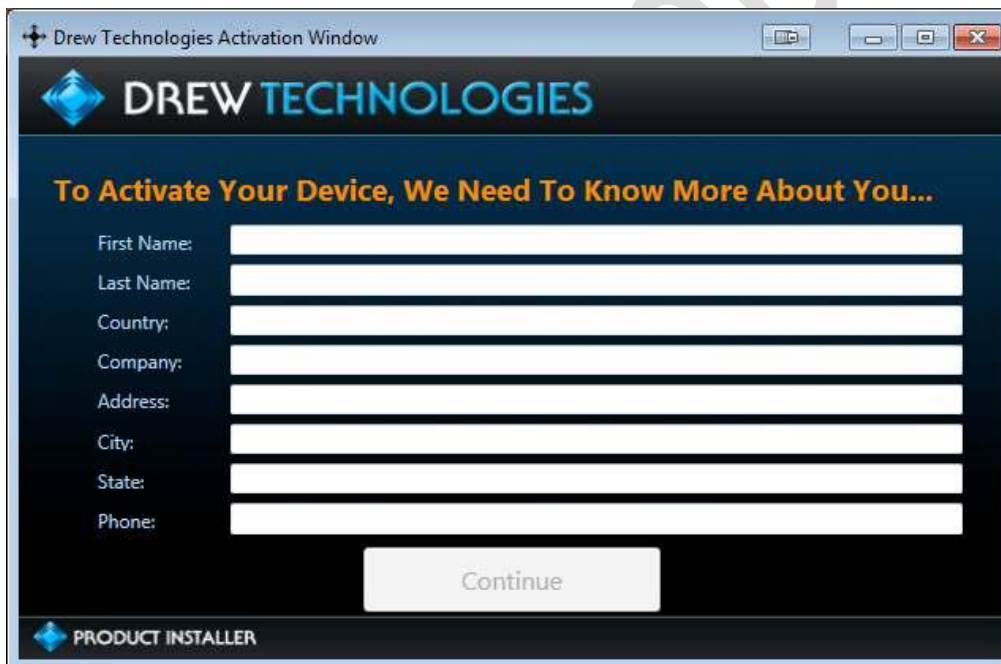 Drew Technologies Activation Window
DREW TECHNOLOGIES
To Activate Your Device, We Need To Know More About You...
First Name:
Last Name:
Country:
Company:
Address:
City:
State:
Phone:
Continue
PRODUCT INSTALLER